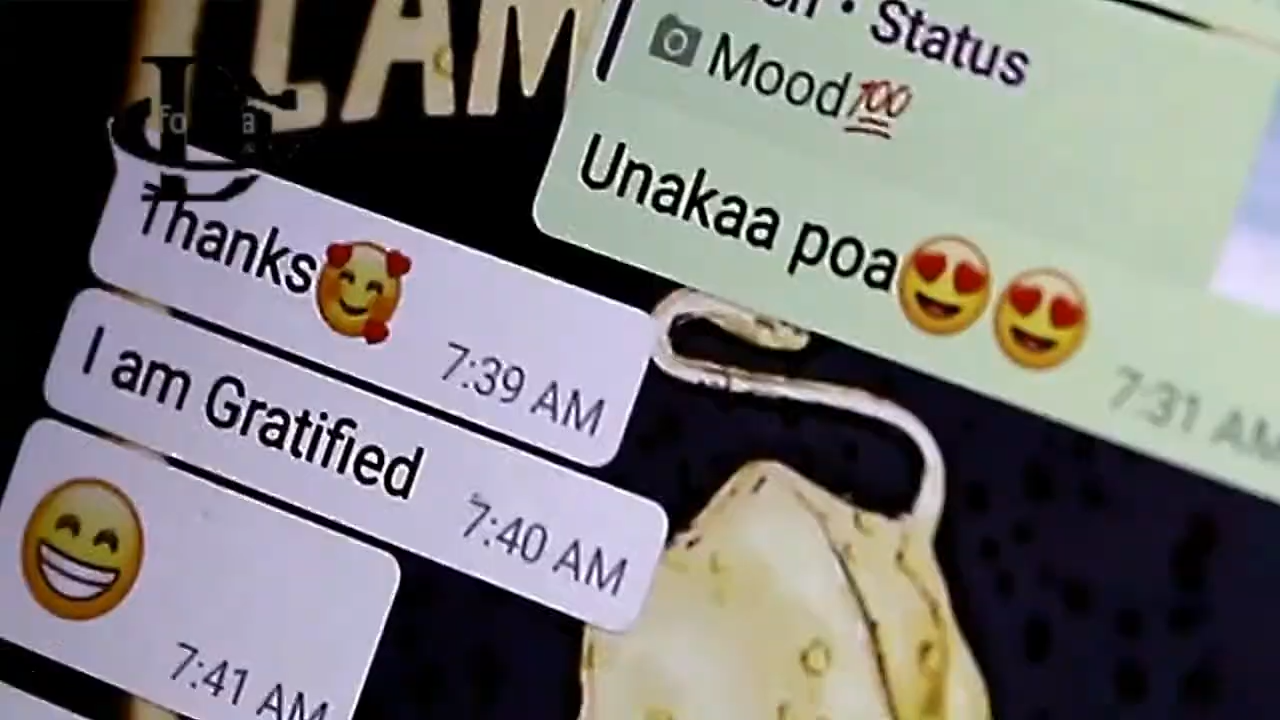 Status
Mood💯
Unakaa poa😍😍
7:31 AM
Thanks🥰
7:39 AM
I am Gratified
7:40 AM
😁
7:41 AM